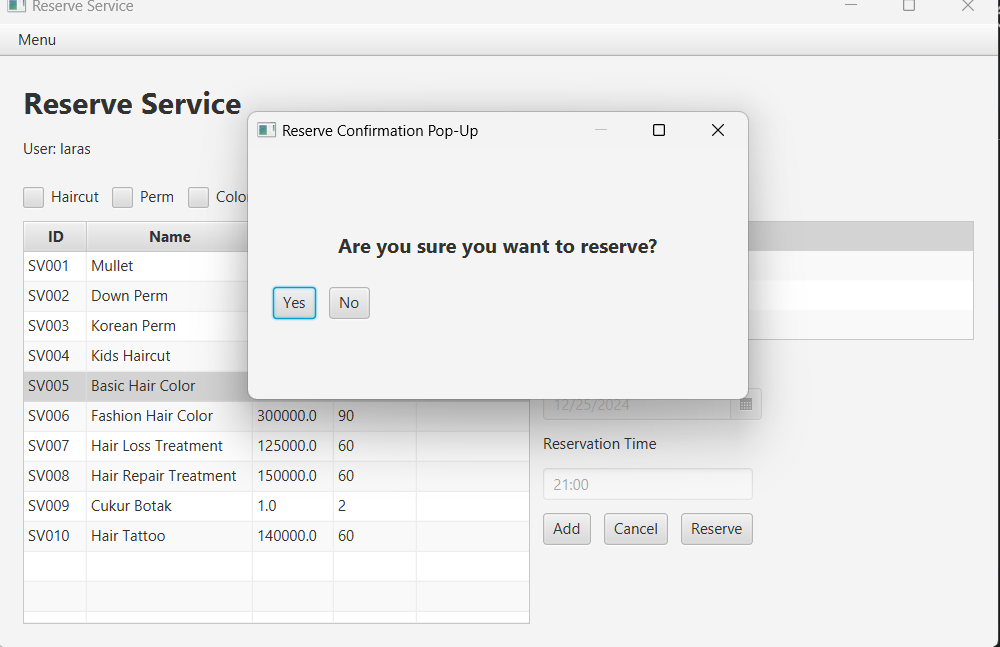 Reserve Service
Menu
Reserve Service
User: laras
Haircut Perm
Reserve Confirmation Pop-Up
Are you sure you want to reserve?
Yes No
ID Name
SV001 Mullet
SV002 Down Perm
SV003 Korean Perm
SV004 Kids Haircut
SV005 Basic Hair Color
SV006 Fashion Hair Color 300000.0 90
SV007 Hair Loss Treatment 125000.0 60
SV008 Hair Repair Treatment 150000.0 60
SV009 Cukur Botak 1.0 2
SV010 Hair Tattoo 140000.0 60
12/25/2024
Reservation Time
21:00
Add Cancel Reserve